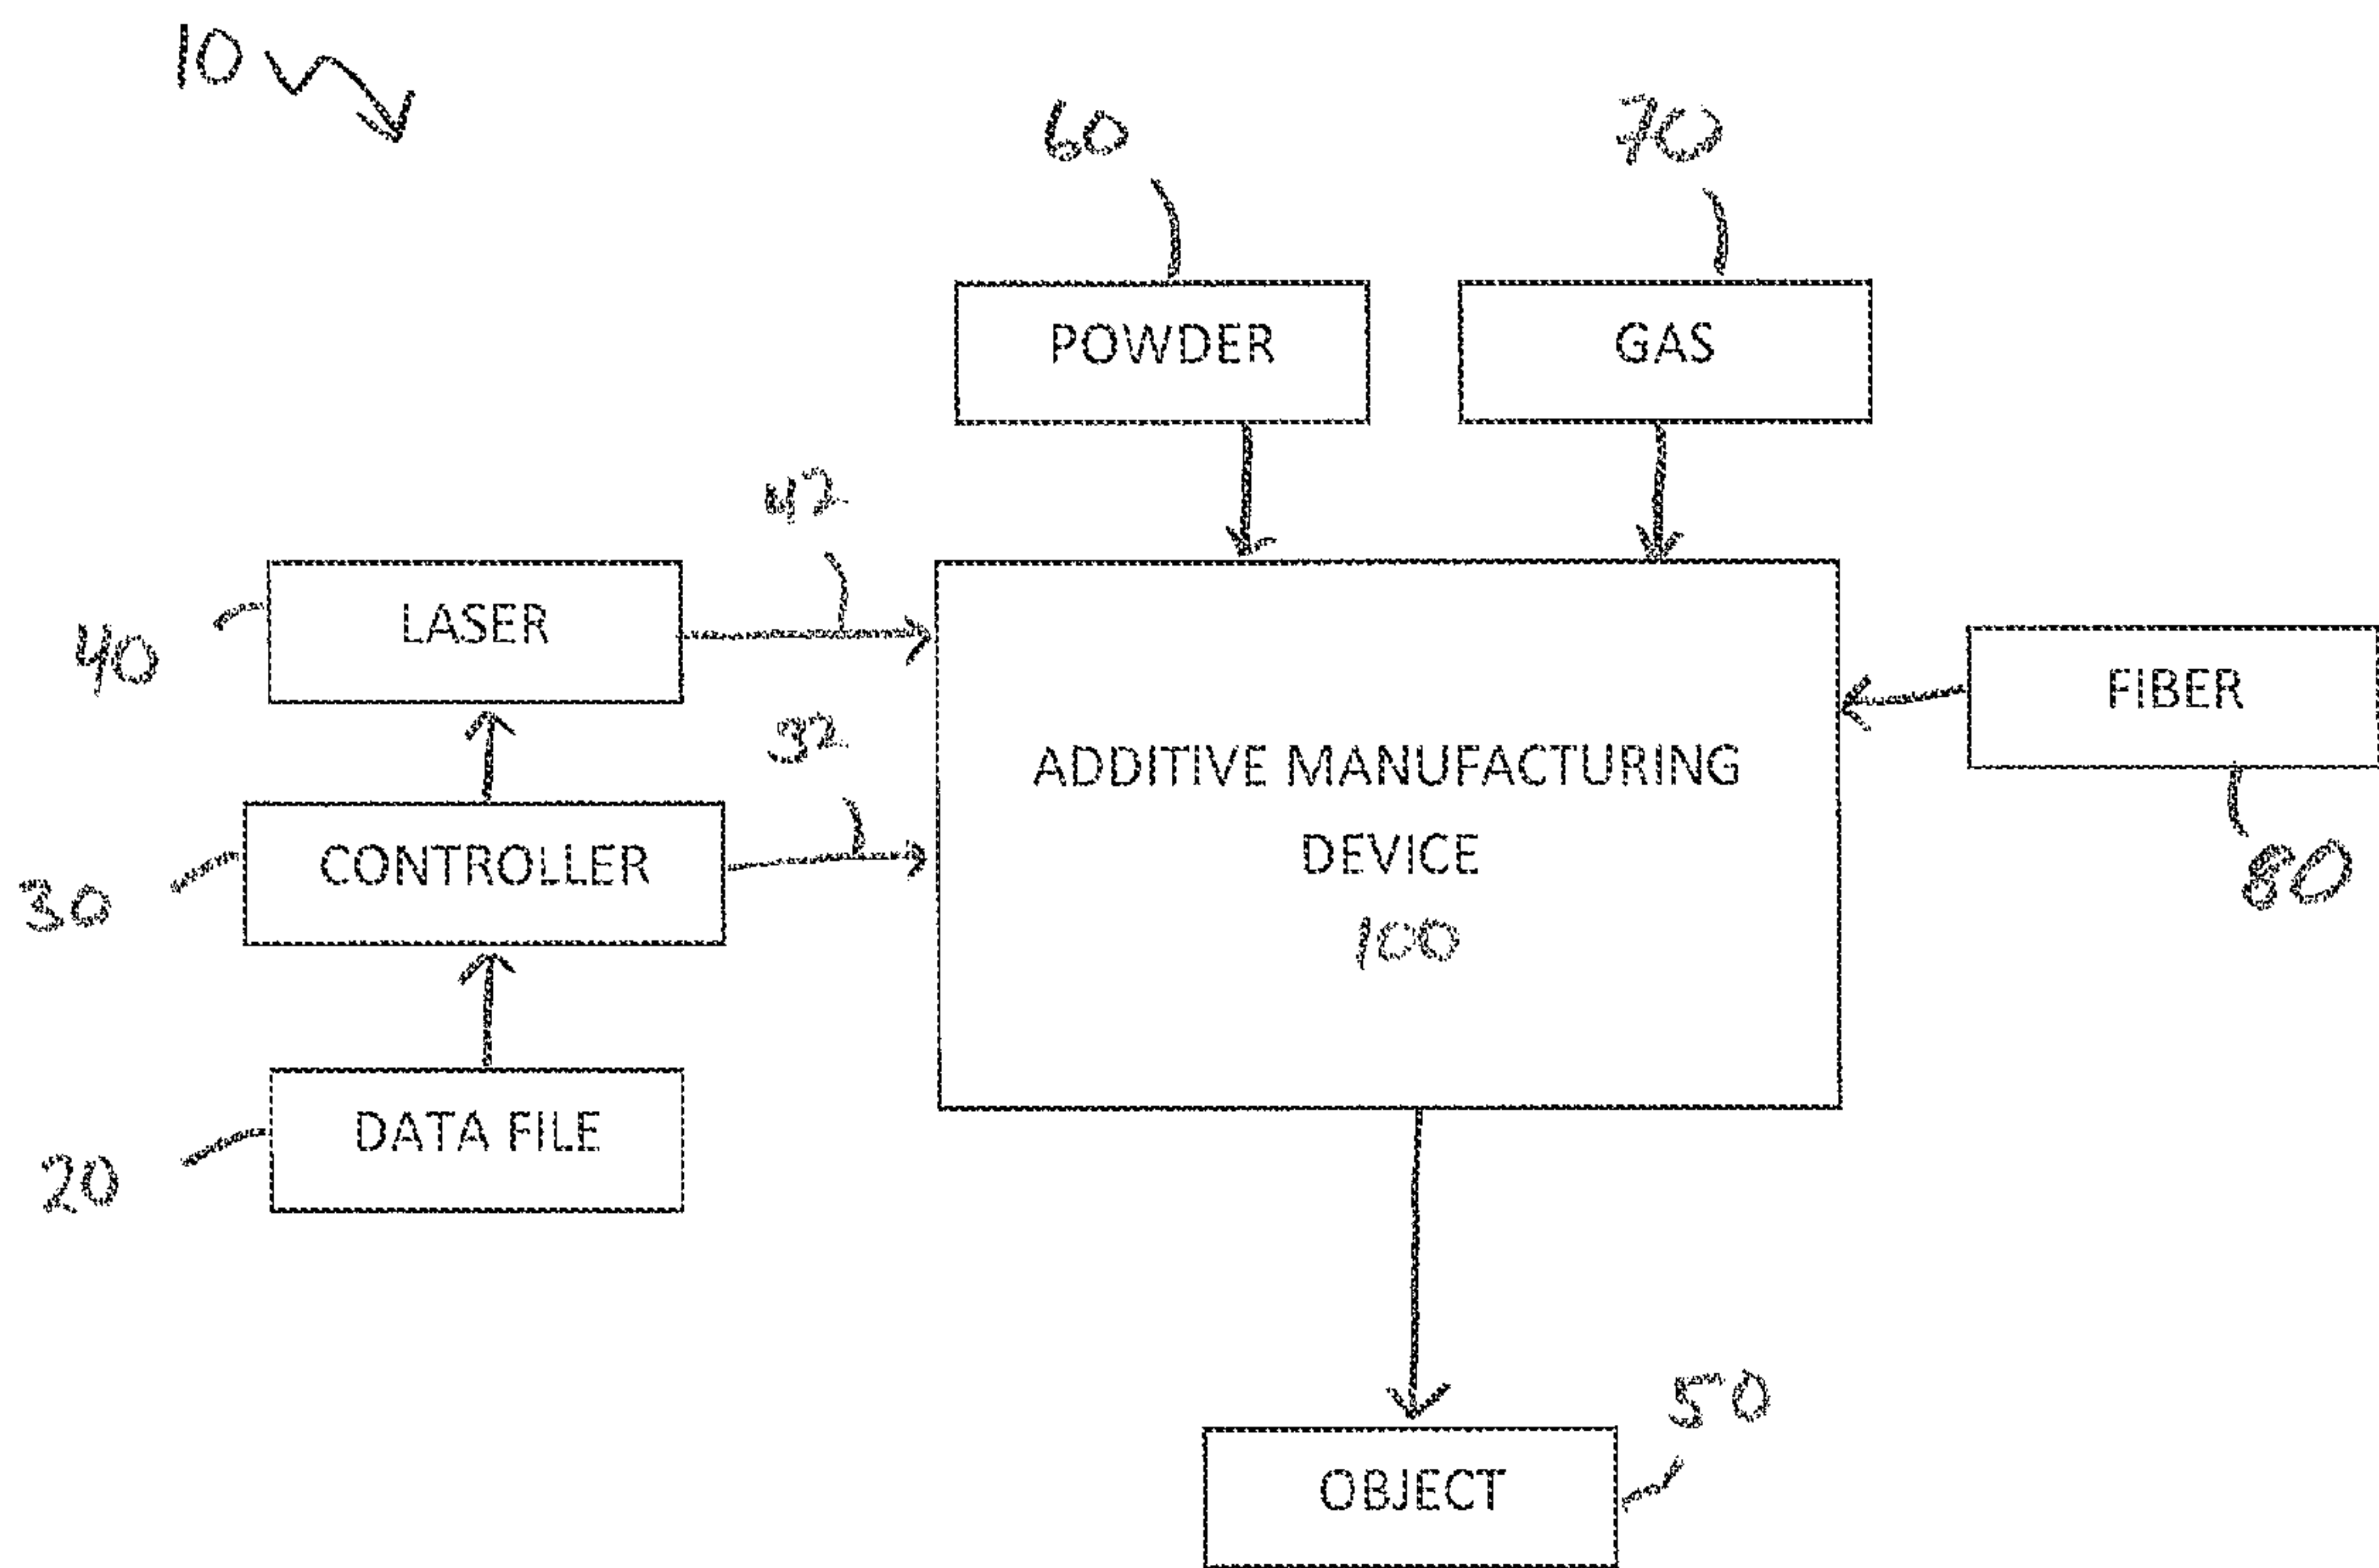 10
60
70
POWDER
GAS
42
LASER
40
32
FIBER
ADDITIVE MANUFACTURING
DEVICE
100
CONTROLLER
30
80
DATA FILE
20
50
OBJECT